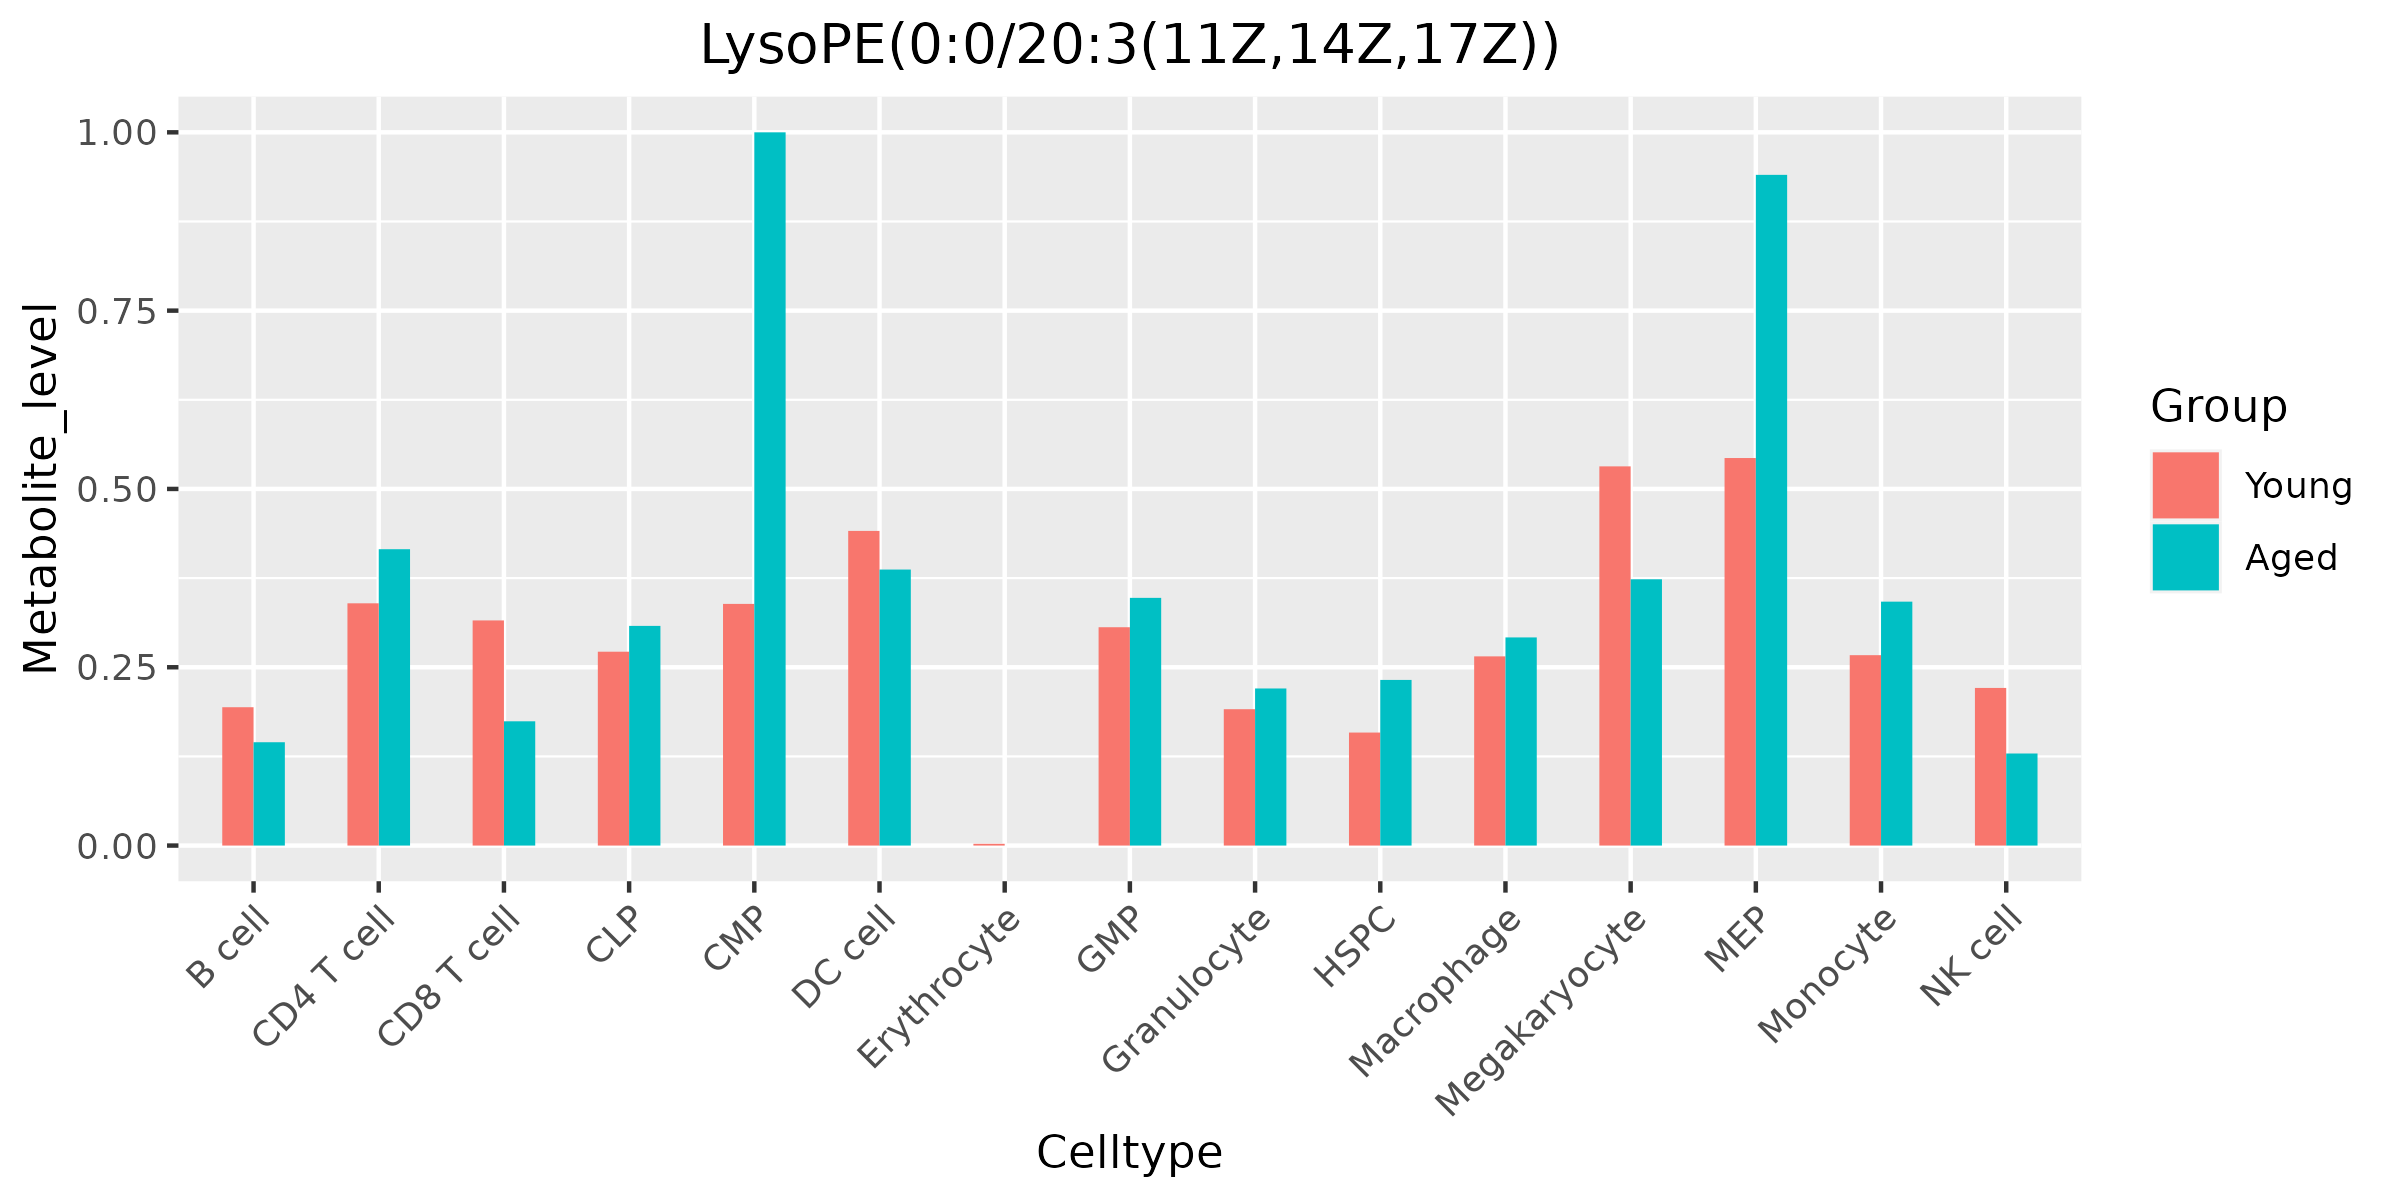 LysoPE(0:0/20:3(11Z,14Z,17Z))
Metabolite_level
1.00
0.75
0.50
0.25
0.00
B cell
CD4 T cell
CD8 T cell
CLP
CMP
DC cell
Erythrocyte
GMP
Granulocyte
HSPC
Macrophage
Megakaryocyte
MEP
Monocyte
NK cell
Celltype
Group
Young
Aged